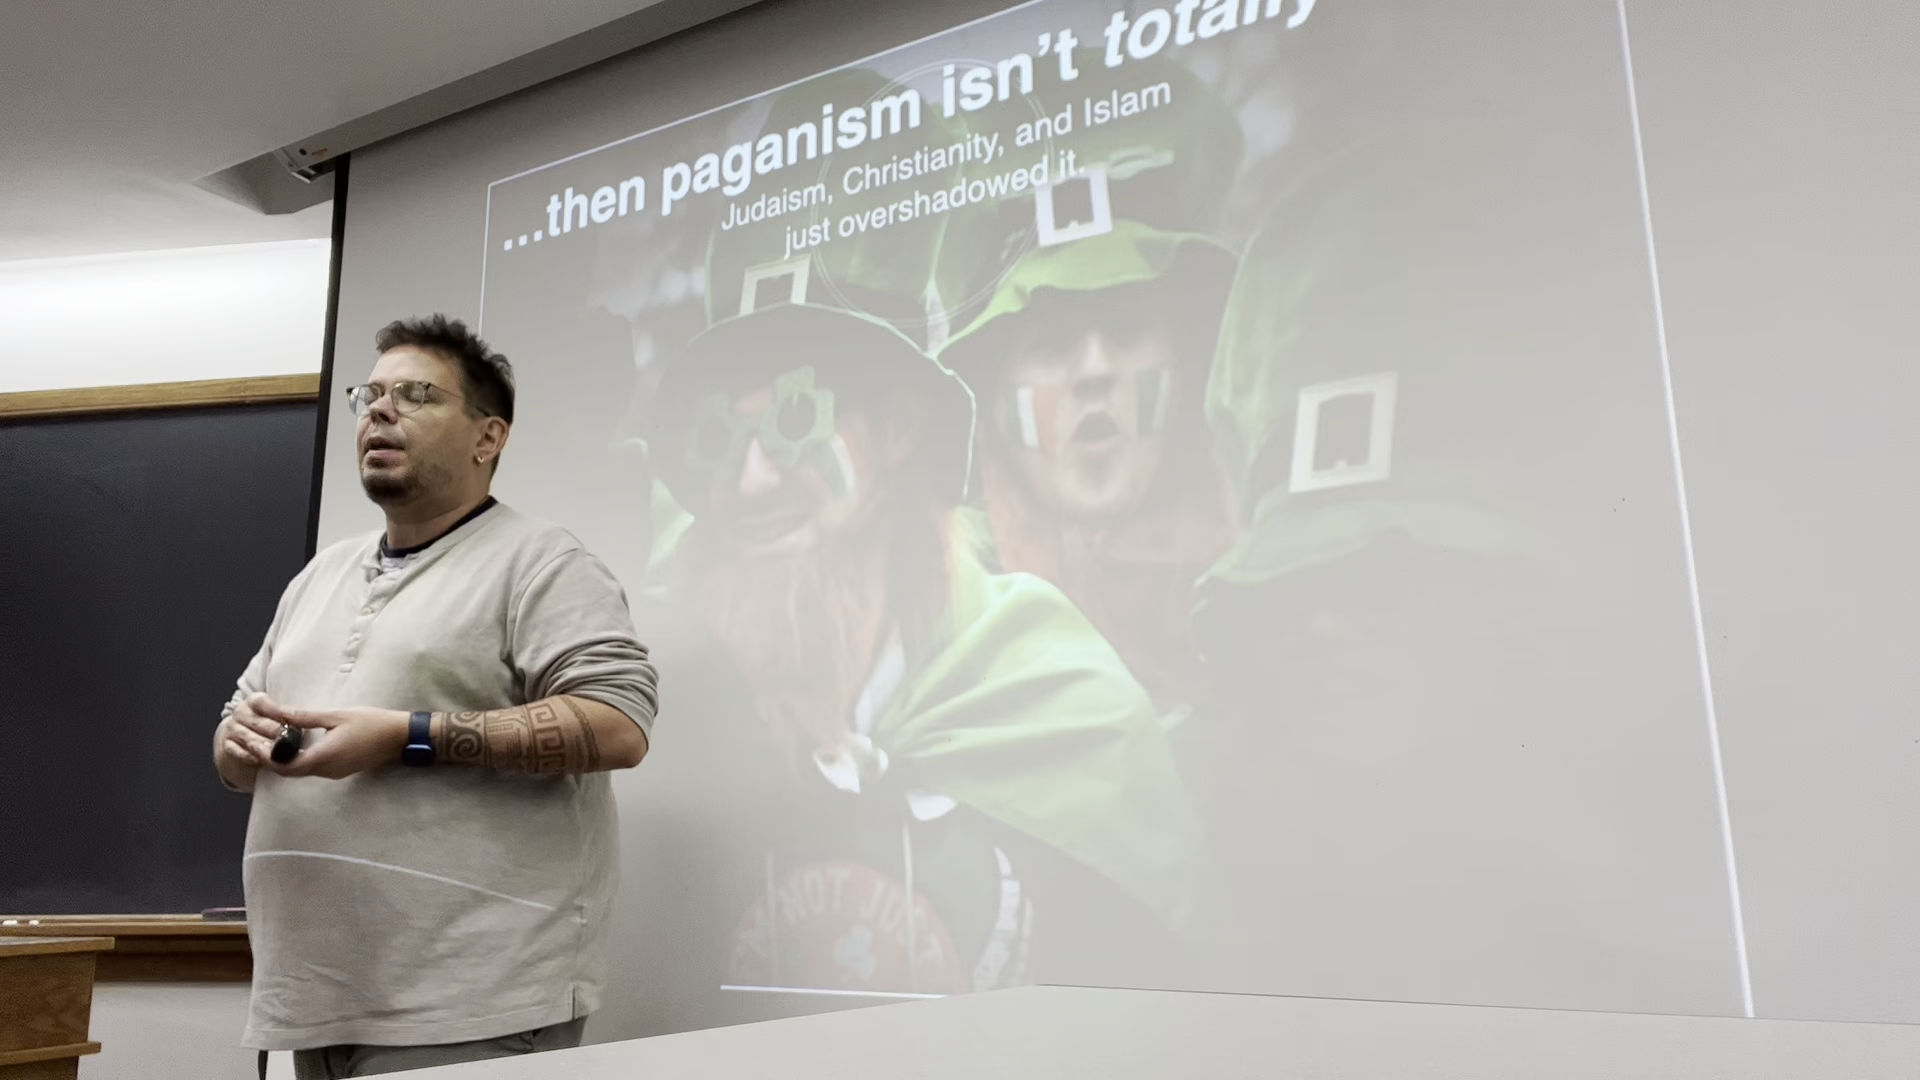 ...then paganism isn't totally
Judaism, Christianity, and Islam
just overshadowed it.
NOT JUST